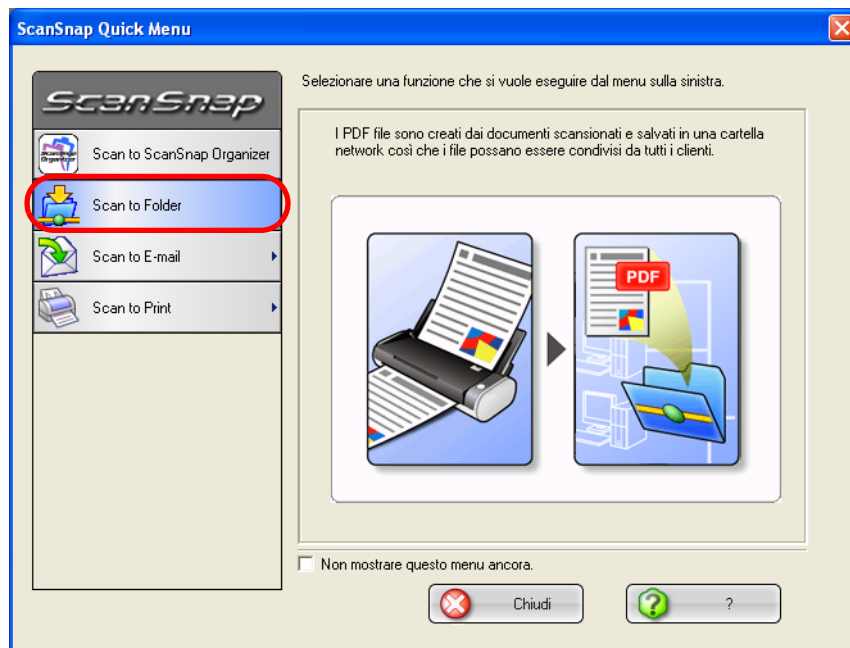 ScanSnap Quick Menu
ScanSnap
Selezionare una funzione che si vuole eseguire dal menu sulla sinistra.
Scan to ScanSnap Organizer
Scan to Folder
Scan to E-mail
Scan to Print
I PDF file sono creati dai documenti scansionati e salvati in una cartella
network così che i file possano essere condivisi da tutti i clienti.
PDF
Non mostrare questo menu ancora.
Chiudi
?